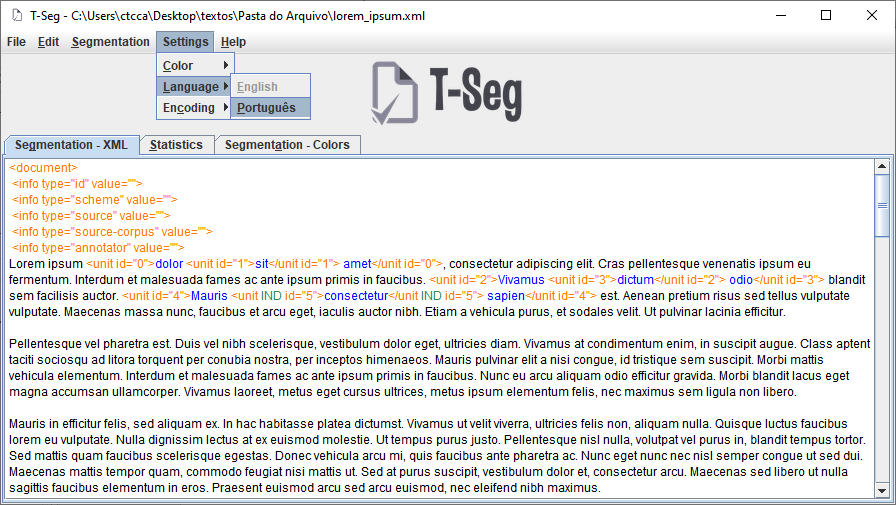 T-Seg - C:\Users\ctcca\Desktop\textos\Pasta do Arquivo\lorem_ipsum.xml
File Edit Segmentation Settings Help
Color
Language English
Encoding Português
T-Seg
Segmentation - XML Statistics Segmentation - Colors
<document>
<info type="id" value="">
<info type="scheme" value="">
<info type="source" value="">
<info type="source-corpus" value="">
<info type="annotator" value="">
Lorem ipsum <unit id="0">dolor <unit id="1">sit</unit id="1"> amet</unit id="0">, consectetur adipiscing elit. Cras pellentesque venenatis ipsum eu
fermentum. Interdum et malesuada fames ac ante ipsum primis in faucibus. <unit id="2">Vivamus <unit id="3">dictum</unit id="2"> odio</unit id="3"> blandit
sem facilisis auctor. <unit id="4">Mauris <unit IND id="5">consectetur</unit IND id="5"> sapien</unit id="4"> est. Aenean pretium risus sed tellus vulputate
vulputate. Maecenas massa nunc, faucibus et arcu eget, iaculis auctor nibh. Etiam a vehicula purus, et sodales velit. Ut pulvinar lacinia efficitur.
Pellentesque vel pharetra est. Duis vel nibh scelerisque, vestibulum dolor eget, ultricies diam. Vivamus at condimentum enim, in suscipit augue. Class aptent
taciti sociosqu ad litora torquent per conubia nostra, per inceptos himenaeos. Mauris pulvinar elit a nisi congue, id tristique sem suscipit. Morbi mattis
vehicula elementum. Interdum et malesuada fames ac ante ipsum primis in faucibus. Nunc eu arcu aliquam odio efficitur gravida. Morbi blandit lacus eget
magna accumsan ullamcorper. Vivamus laoreet, metus eget cursus ultrices, metus ipsum elementum felis, nec maximus sem ligula non libero.
Mauris in efficitur felis, sed aliquam ex. In hac habitasse platea dictumst. Vivamus ut velit viverra, ultricies felis non, aliquam nulla. Quisque luctus faucibus
lorem eu vulputate. Nulla dignissim lectus at ex euismod molestie. Ut tempus purus justo. Pellentesque nisl nulla, volutpat vel purus in, blandit tempus tortor.
Sed mattis quam faucibus scelerisque egestas. Donec vehicula arcu mi, quis faucibus ante pharetra ac. Nunc eget nunc nec nisl semper congue ut sed dui.
Maecenas mattis tempor quam, commodo feugiat nisi mattis ut. Sed at purus suscipit, vestibulum dolor et, consectetur arcu. Maecenas sed libero ut nulla
sagittis faucibus elementum in eros. Praesent euismod arcu sed arcu euismod, nec eleifend nibh maximus.